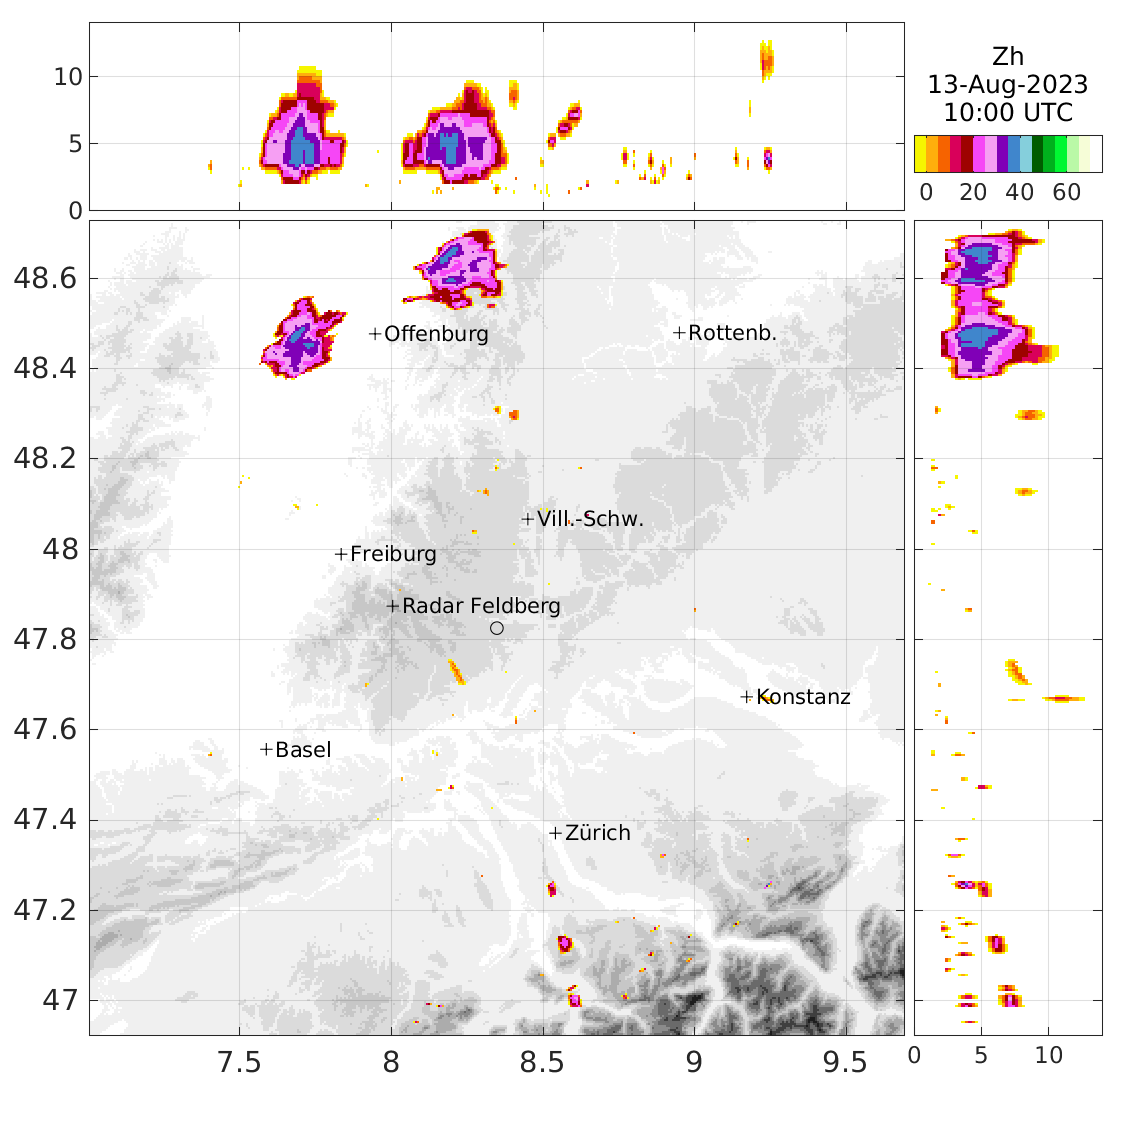 10
5
0
Zh
13-Aug-2023
10:00 UTC
0 20 40 60
48.6
Offenburg
Rottenb.
48.4
48.2
Vill.-Schw.
48
Freiburg
Radar Feldberg
47.8
Konstanz
47.6
Basel
47.4
Zürich
47.2
47
7.5 8 8.5 9 9.5
0 5 10